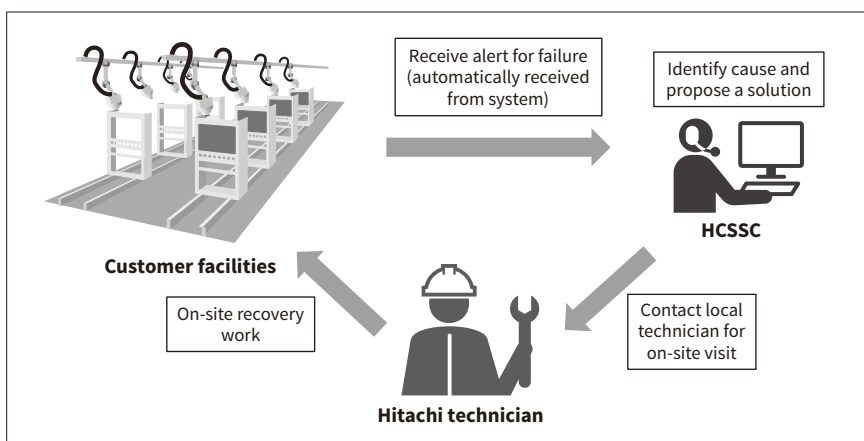 Receive alert for failure
(automatically received
from system)
Identify cause and
propose a solution
HCSSC
Customer facilities
On-site recovery
work
Contact local
technician for
on-site visit
Hitachi technician